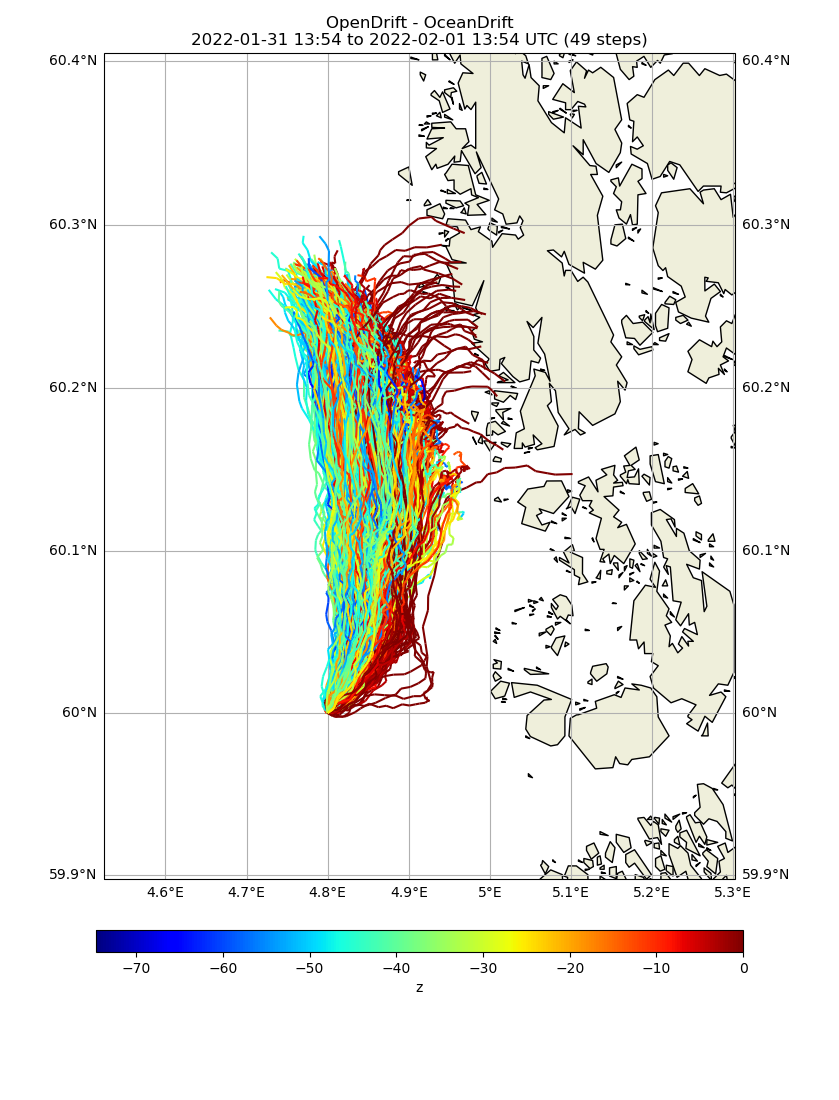 OpenDrift - OceanDrift
2022-01-31 13:54 to 2022-02-01 13:54 UTC (49 steps)
60.4°N 60.4°N
60.3°N 60.3°N
60.2°N 60.2°N
60.1°N 60.1°N
60°N 60°N
59.9°N 59.9°N
4.6°E 4.7°E 4.8°E 4.9°E 5°E 5.1°E 5.2°E 5.3°E
−70 −60 −50 −40 −30 −20 −10 0
z